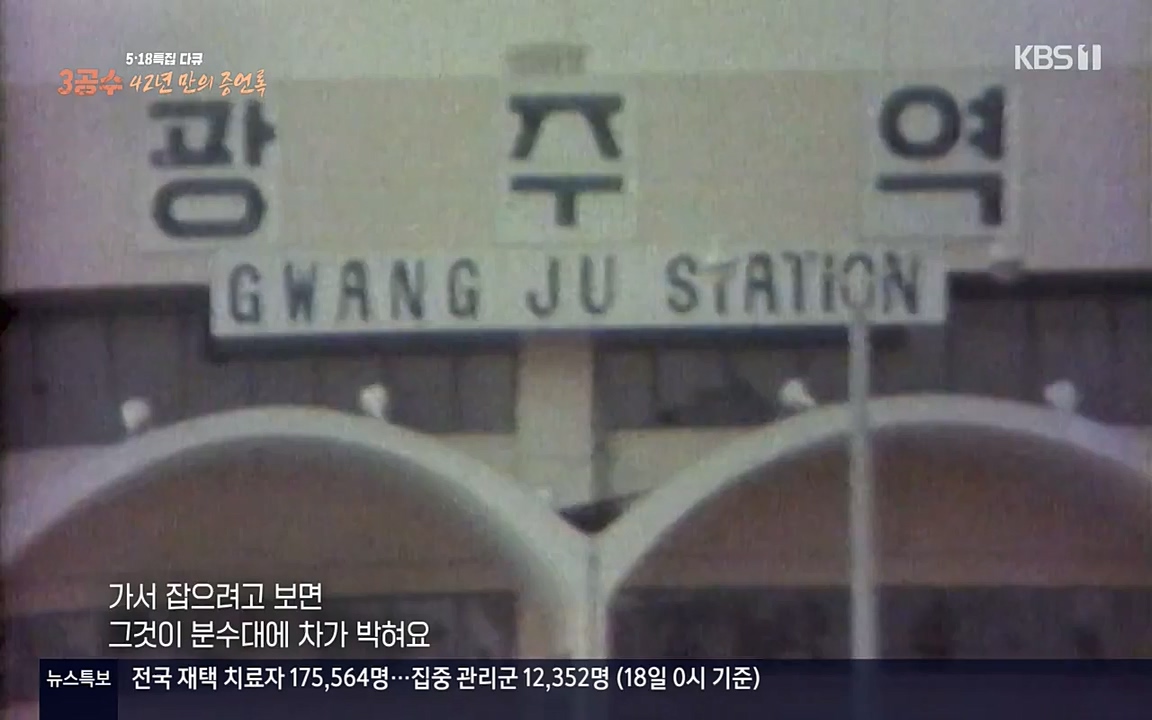 5·18특집 다큐
3공수 42년 만의 증언록
KBS1
광주역
GWANG JU STATION
가서 잡으려고 보면
그것이 분수대에 차가 박혀요
뉴스특보 전국 재택 치료자 175,564명…집중 관리군 12,352명 (18일 0시 기준)